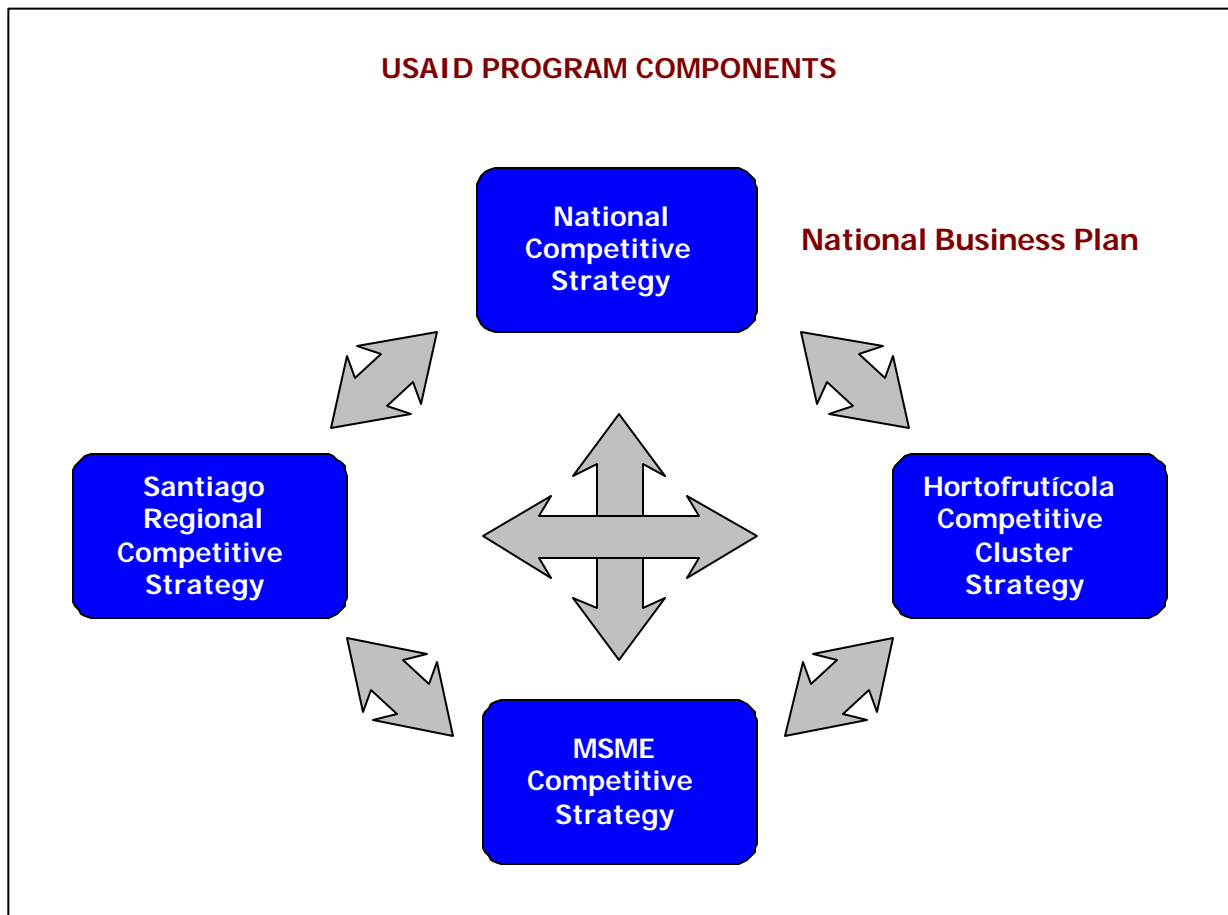 USAID PROGRAM COMPONENTS
National
Competitive
Strategy
National Business Plan
Santiago
Regional
Competitive
Strategy
Hortofrutícola
Competitive
Cluster
Strategy
MSME
Competitive
Strategy